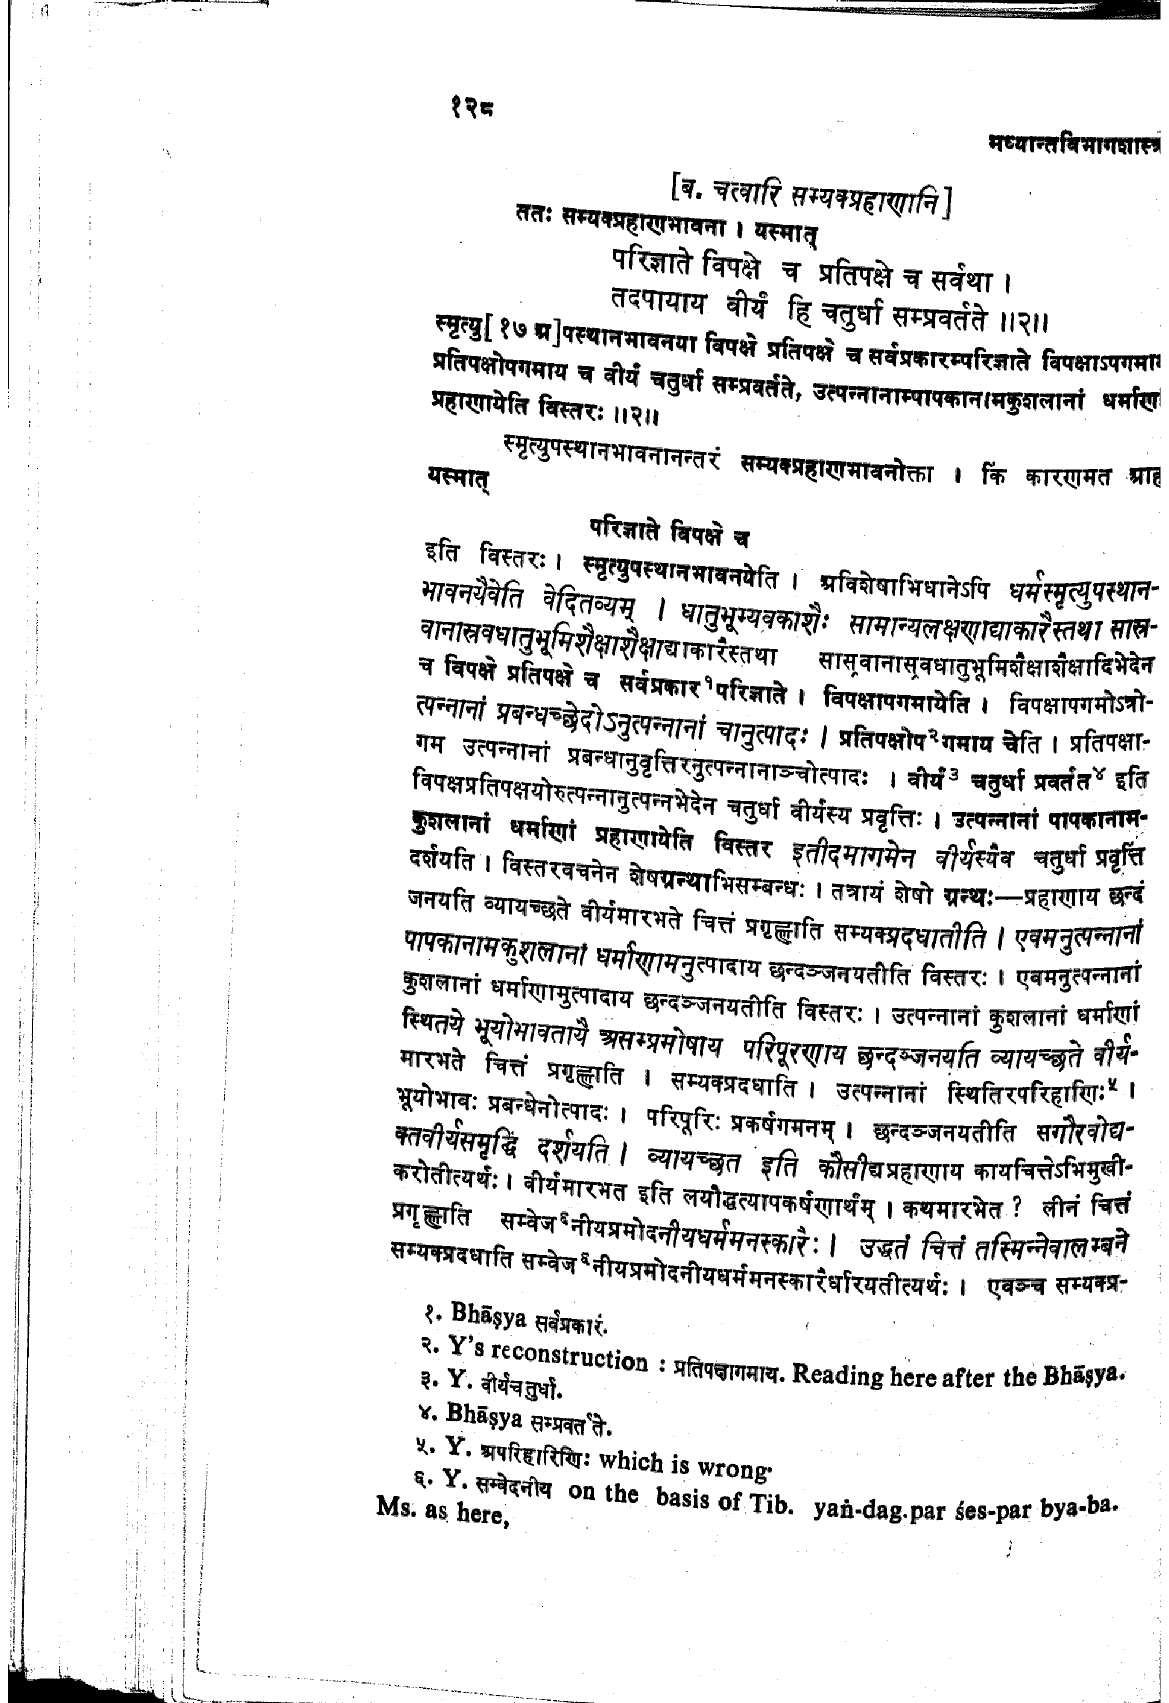 १२८
मध्यान्तविभागशास्त्र
[ब. चत्वारि सम्यक्प्रहाणानि]
ततः सम्यक्प्रहाणभावना । यस्मात्
परिज्ञाते विपक्षे च प्रतिपक्षे च सर्वथा ।
तदपायाय वीर्यं हि चतुर्धा सम्प्रवर्तते ॥२॥
स्मृत्यु[१७ अ]पस्थानभावनया विपक्षे प्रतिपक्षे च सर्वप्रकारम्परिज्ञाते विपक्षाऽपगमाय
प्रतिपक्षोपगमाय च वीर्यं चतुर्धा सम्प्रवर्तते, उत्पन्नानाम्पापकानामकुशलानां धर्माणां
प्रहाणायेति विस्तरः ॥२॥
स्मृत्युपस्थानभावनानन्तरं सम्यक्प्रहाणभावनोक्ता । किं कारणमत आह
यस्मात्
परिज्ञाते विपक्षे च
इति विस्तरः । स्मृत्युपस्थानभावनयेति । अविशेषाभिधानेऽपि धर्मस्मृत्युपस्थान-
भावनयैवेति वेदितव्यम् । धातुभूम्यवकाशैः सामान्यलक्षणाद्याकारैस्तथा सास्र-
वानास्रवधातुभूमिशैक्षाशैक्षाद्याकारैस्तथा सास्रवानास्रवधातुभूमिशैक्षाशैक्षादिभेदेन
च विपक्षे प्रतिपक्षे च सर्वप्रकार१परिज्ञाते । विपक्षापगमायेति । विपक्षापगमोऽत्रो-
त्पन्नानां प्रबन्धच्छेदोऽनुत्पन्नानां चानुत्पादः । प्रतिपक्षोप२गमाय चेति । प्रतिपक्षा-
गम उत्पन्नानां प्रबन्धानुवृत्तिरनुत्पन्नानाञ्चोत्पादः । वीर्यं३ चतुर्धा प्रवर्तत४ इति
विपक्षप्रतिपक्षयोरुत्पन्नानुत्पन्नभेदेन चतुर्धा वीर्यस्य प्रवृत्तिः । उत्पन्नानां पापकानाम-
कुशलानां धर्माणां प्रहाणायेति विस्तर इतीदमागमेन वीर्यस्यैव चतुर्धा प्रवृत्तिं
दर्शयति । विस्तरवचनेन शेषग्रन्थाभिसम्बन्धः । तत्रायं शेषो ग्रन्थः—प्रहाणाय छन्दं
जनयति व्यायच्छते वीर्यमारभते चित्तं प्रगृह्णाति सम्यक्प्रदधातीति । एवमनुत्पन्नानां
पापकानामकुशलानां धर्माणामनुत्पादाय छन्दञ्जनयतीति विस्तरः । एवमनुत्पन्नानां
कुशलानां धर्माणामुत्पादाय छन्दञ्जनयतीति विस्तरः । उत्पन्नानां कुशलानां धर्माणां
स्थितये भूयोभावतायै असम्प्रमोषाय परिपूरणाय छन्दञ्जनयति व्यायच्छते वीर्य-
मारभते चित्तं प्रगृह्णाति । सम्यक्प्रदधाति । उत्पन्नानां स्थितिरपरिहाणिः५ ।
भूयोभावः प्रबन्धेनोत्पादः । परिपूरिः प्रकर्षगमनम् । छन्दञ्जनयतीति सगौरवोद्य-
क्तवीर्यसमृद्धिं दर्शयति । व्यायच्छत इति कौसीद्यप्रहाणाय कायचित्तेऽभिमुखी-
करोतीत्यर्थः । वीर्यमारभत इति लयौद्धत्यापकर्षणार्थम् । कथमारभेत ? लीनं चित्तं
प्रगृह्णाति सम्वेज६नीयप्रमोदनीयधर्ममनस्कारैः । उद्धतं चित्तं तस्मिन्नेवालम्बने
सम्यक्प्रदधाति सम्वेज६नीयप्रमोदनीयधर्ममनस्कारैर्धारयतीत्यर्थः । एवञ्च सम्यक्प्र-
१. Bhāṣya सर्वप्रकारं.
२. Y's reconstruction : प्रतिपक्षागमाय. Reading here after the Bhāṣya.
३. Y. वीर्यंचतुर्धा.
४. Bhāṣya सम्प्रवर्तते.
५. Y. अपरिहारिणिः which is wrong.
६. Y. सम्वेदनीय on the basis of Tib. yaṅ-dag.par śes-par bya-ba.
Ms. as here,